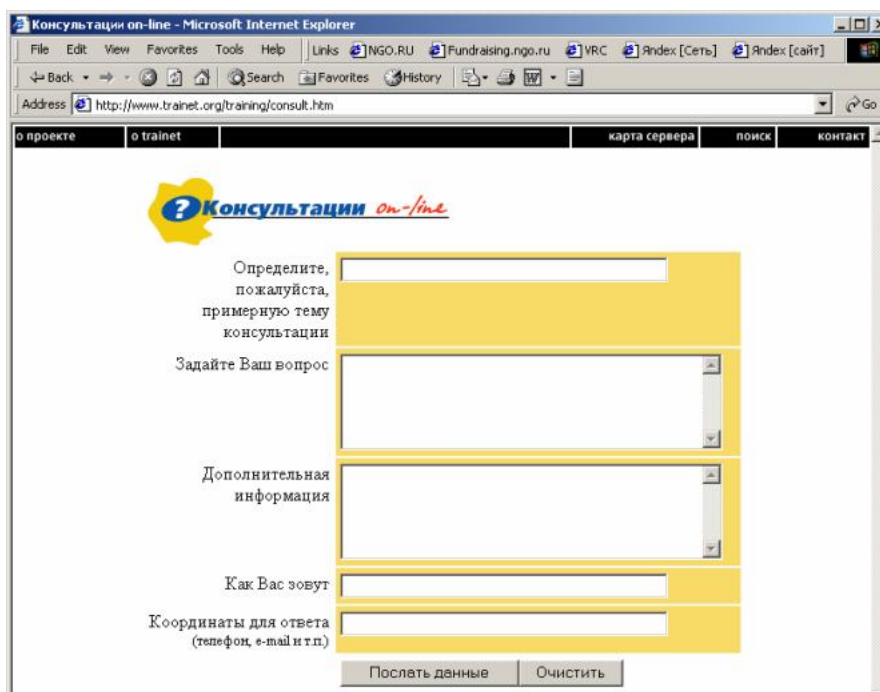 Консультации on-line - Microsoft Internet Explorer
File Edit View Favorites Tools Help Links NGO.RU Fundraising.ngo.ru VRC Яndex [Сеть] Яndex [сайт]
Back Search Favorites History
Address http://www.trainet.org/training/consult.htm Go
о проекте о trainet карта сервера поиск контакт
? Консультации on-line
Определите,
пожалуйста,
примерную тему
консультации
Задайте Ваш вопрос
Дополнительная
информация
Как Вас зовут
Координаты для ответа
(телефон, e-mail и т.п.)
Послать данные Очистить